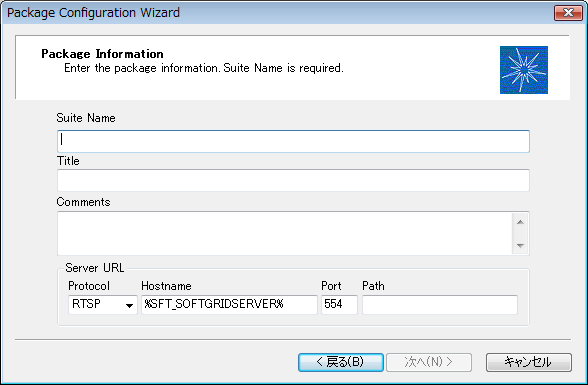 Package Configuration Wizard
Package Information
Enter the package information. Suite Name is required.
Suite Name
Title
Comments
Server URL
Protocol Hostname Port Path
RTSP %SFT_SOFTGRIDSERVER% 554
< 戻る(B) 次へ(N) > キャンセル